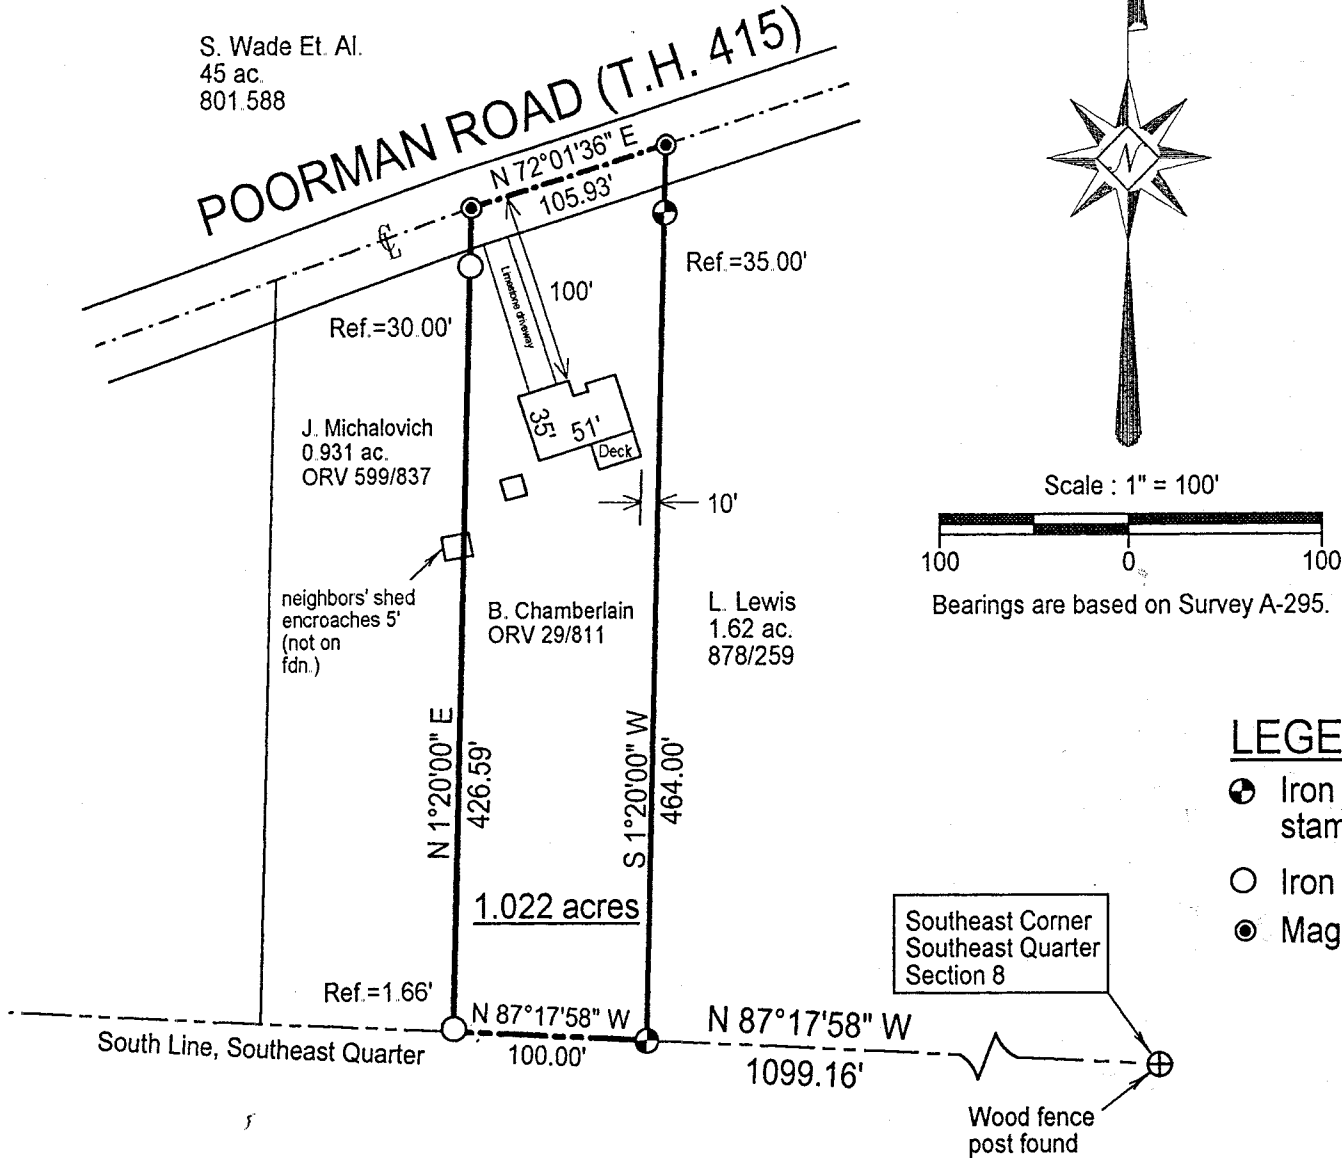 S. Wade Et. Al.
45 ac.
801.588
POORMAN ROAD (T.H. 415)
N 72°01'36" E
105.93'
℄
Ref.=35.00'
Limestone driveway
100'
Ref.=30.00'
N
Scale : 1" = 100'
100 0 100
Bearings are based on Survey A-295.
J. Michalovich
0.931 ac.
ORV 599/837
35'
51'
Deck
10'
neighbors' shed
encroaches 5'
(not on
fdn.)
B. Chamberlain
ORV 29/811
L. Lewis
1.62 ac.
878/259
N 1°20'00" E
426.59'
S 1°20'00" W
464.00'
LEGE
Iron
stam
Iron
Mag
1.022 acres
Southeast Corner
Southeast Quarter
Section 8
Ref.=1.66'
N 87°17'58" W
100.00'
N 87°17'58" W
1099.16'
South Line, Southeast Quarter
Wood fence
post found